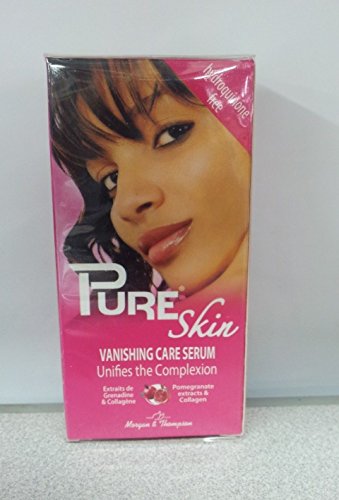 hydroquinone
free
PURE®
Skin
VANISHING CARE SERUM
Unifies the Complexion
Extraits de
Grenadine
& Collagène
Pomegranate
extracts &
Collagen
Morgan & Thompson